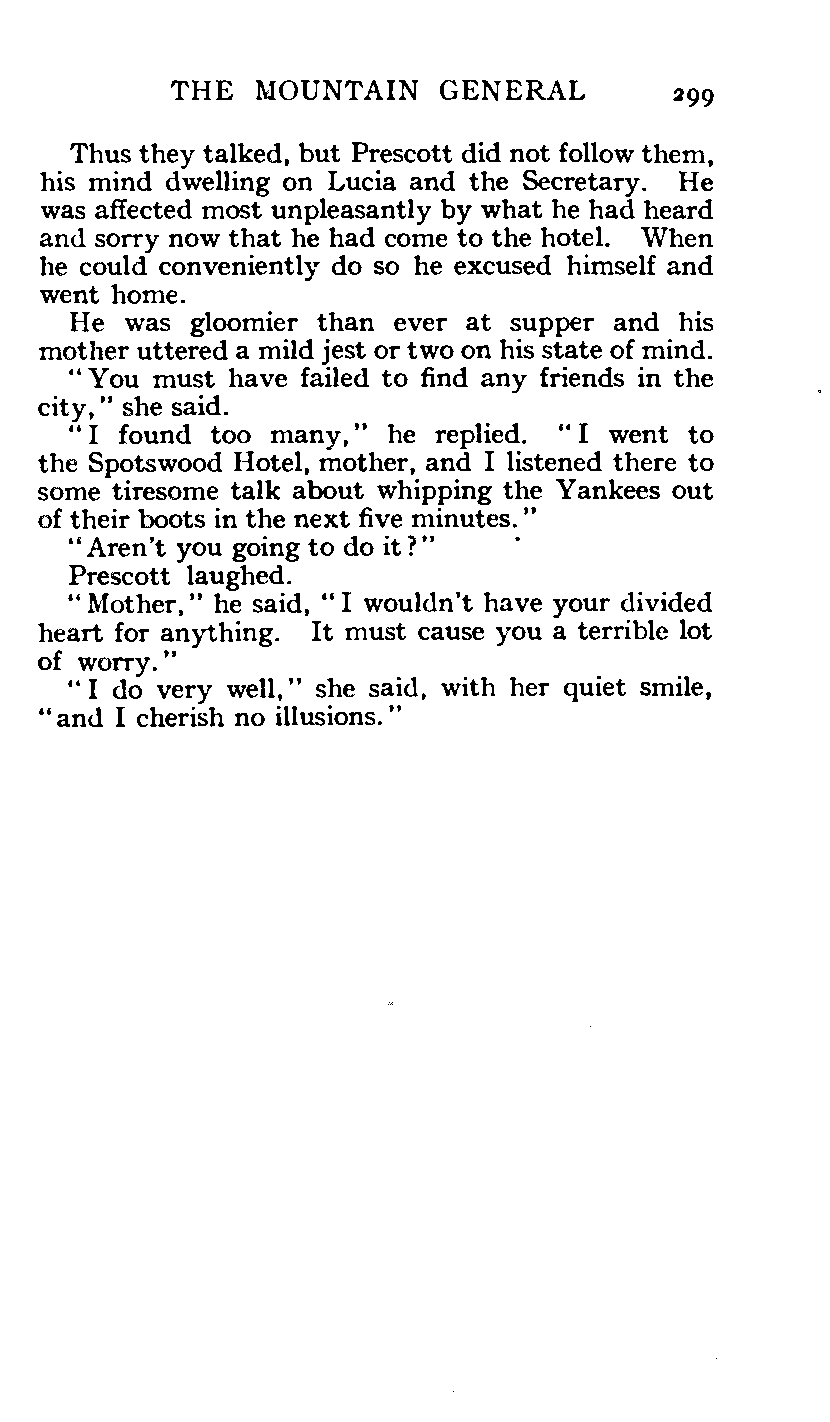 THE MOUNTAIN GENERAL 299
Thus they talked, but Prescott did not follow them,
his mind dwelling on Lucia and the Secretary. He
was affected most unpleasantly by what he had heard
and sorry now that he had come to the hotel. When
he could conveniently do so he excused himself and
went home.
He was gloomier than ever at supper and his
mother uttered a mild jest or two on his state of mind.
"You must have failed to find any friends in the
city," she said.
"I found too many," he replied. "I went to
the Spotswood Hotel, mother, and I listened there to
some tiresome talk about whipping the Yankees out
of their boots in the next five minutes."
"Aren't you going to do it?"
Prescott laughed.
"Mother," he said, "I wouldn't have your divided
heart for anything. It must cause you a terrible lot
of worry."
"I do very well," she said, with her quiet smile,
"and I cherish no illusions."